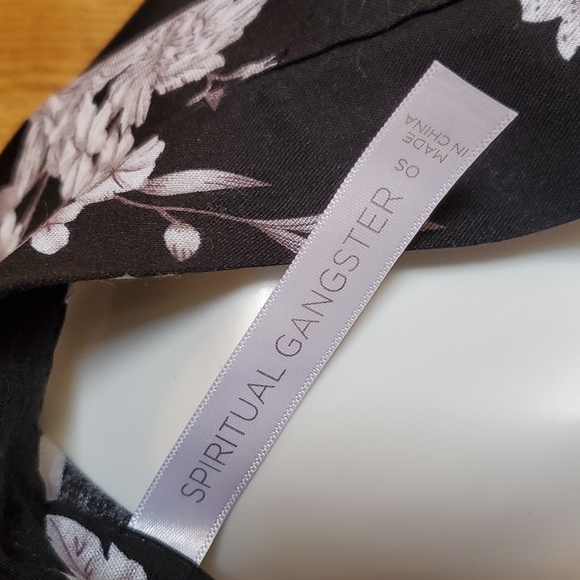 SPIRITUAL GANGSTER
OS
MADE
IN CHINA